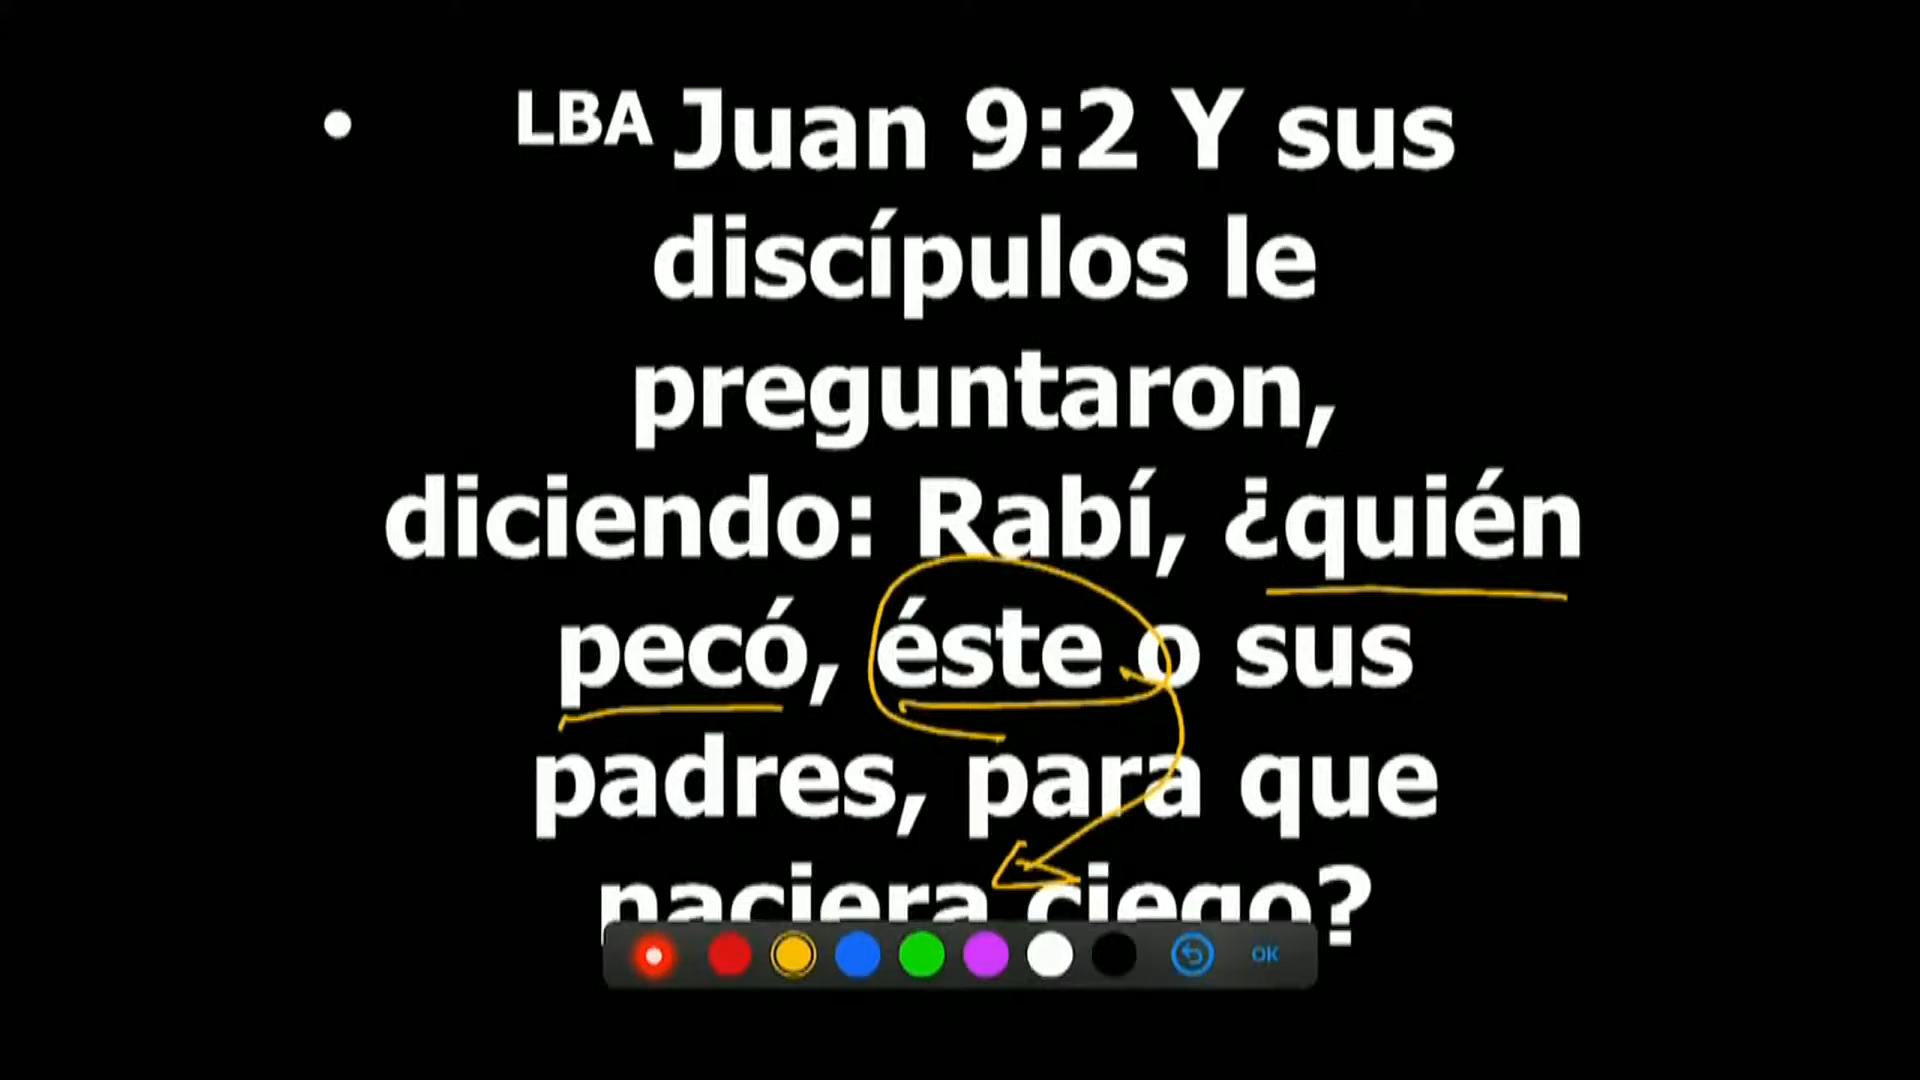 • LBA Juan 9:2 Y sus
discípulos le
preguntaron,
diciendo: Rabí, ¿quién
pecó, éste o sus
padres, para que
naciera ciego?
OK